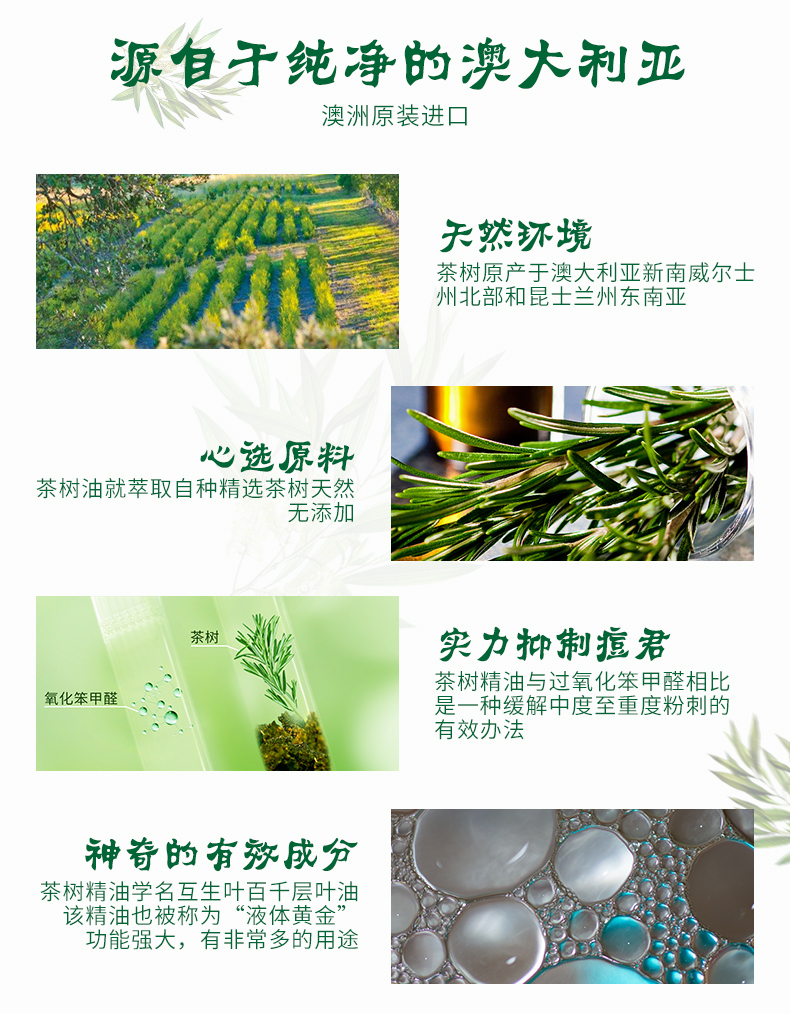 源自于纯净的澳大利亚
澳洲原装进口
天然环境
茶树原产于澳大利亚新南威尔士
州北部和昆士兰州东南亚
心选原料
茶树油就萃取自种精选茶树天然
无添加
茶树
氧化笨甲醛
实力抑制痘君
茶树精油与过氧化笨甲醛相比
是一种缓解中度至重度粉刺的
有效办法
神奇的有效成分
茶树精油学名互生叶百千层叶油
该精油也被称为“液体黄金”
功能强大，有非常多的用途